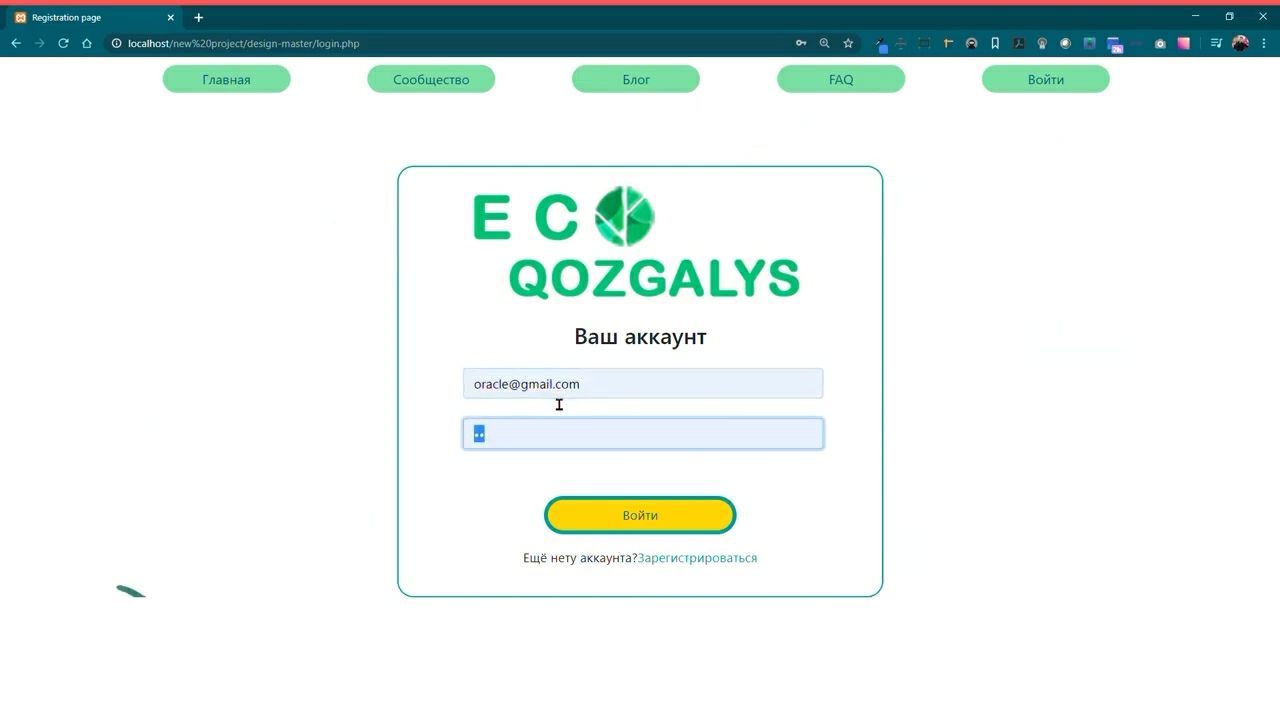 Registration page
localhost/new%20project/design-master/login.php
Главная
Сообщество
Блог
FAQ
Войти
E C
QOZGALYS
Ваш аккаунт
oracle@gmail.com
••
Войти
Ещё нету аккаунта?Зарегистрироваться